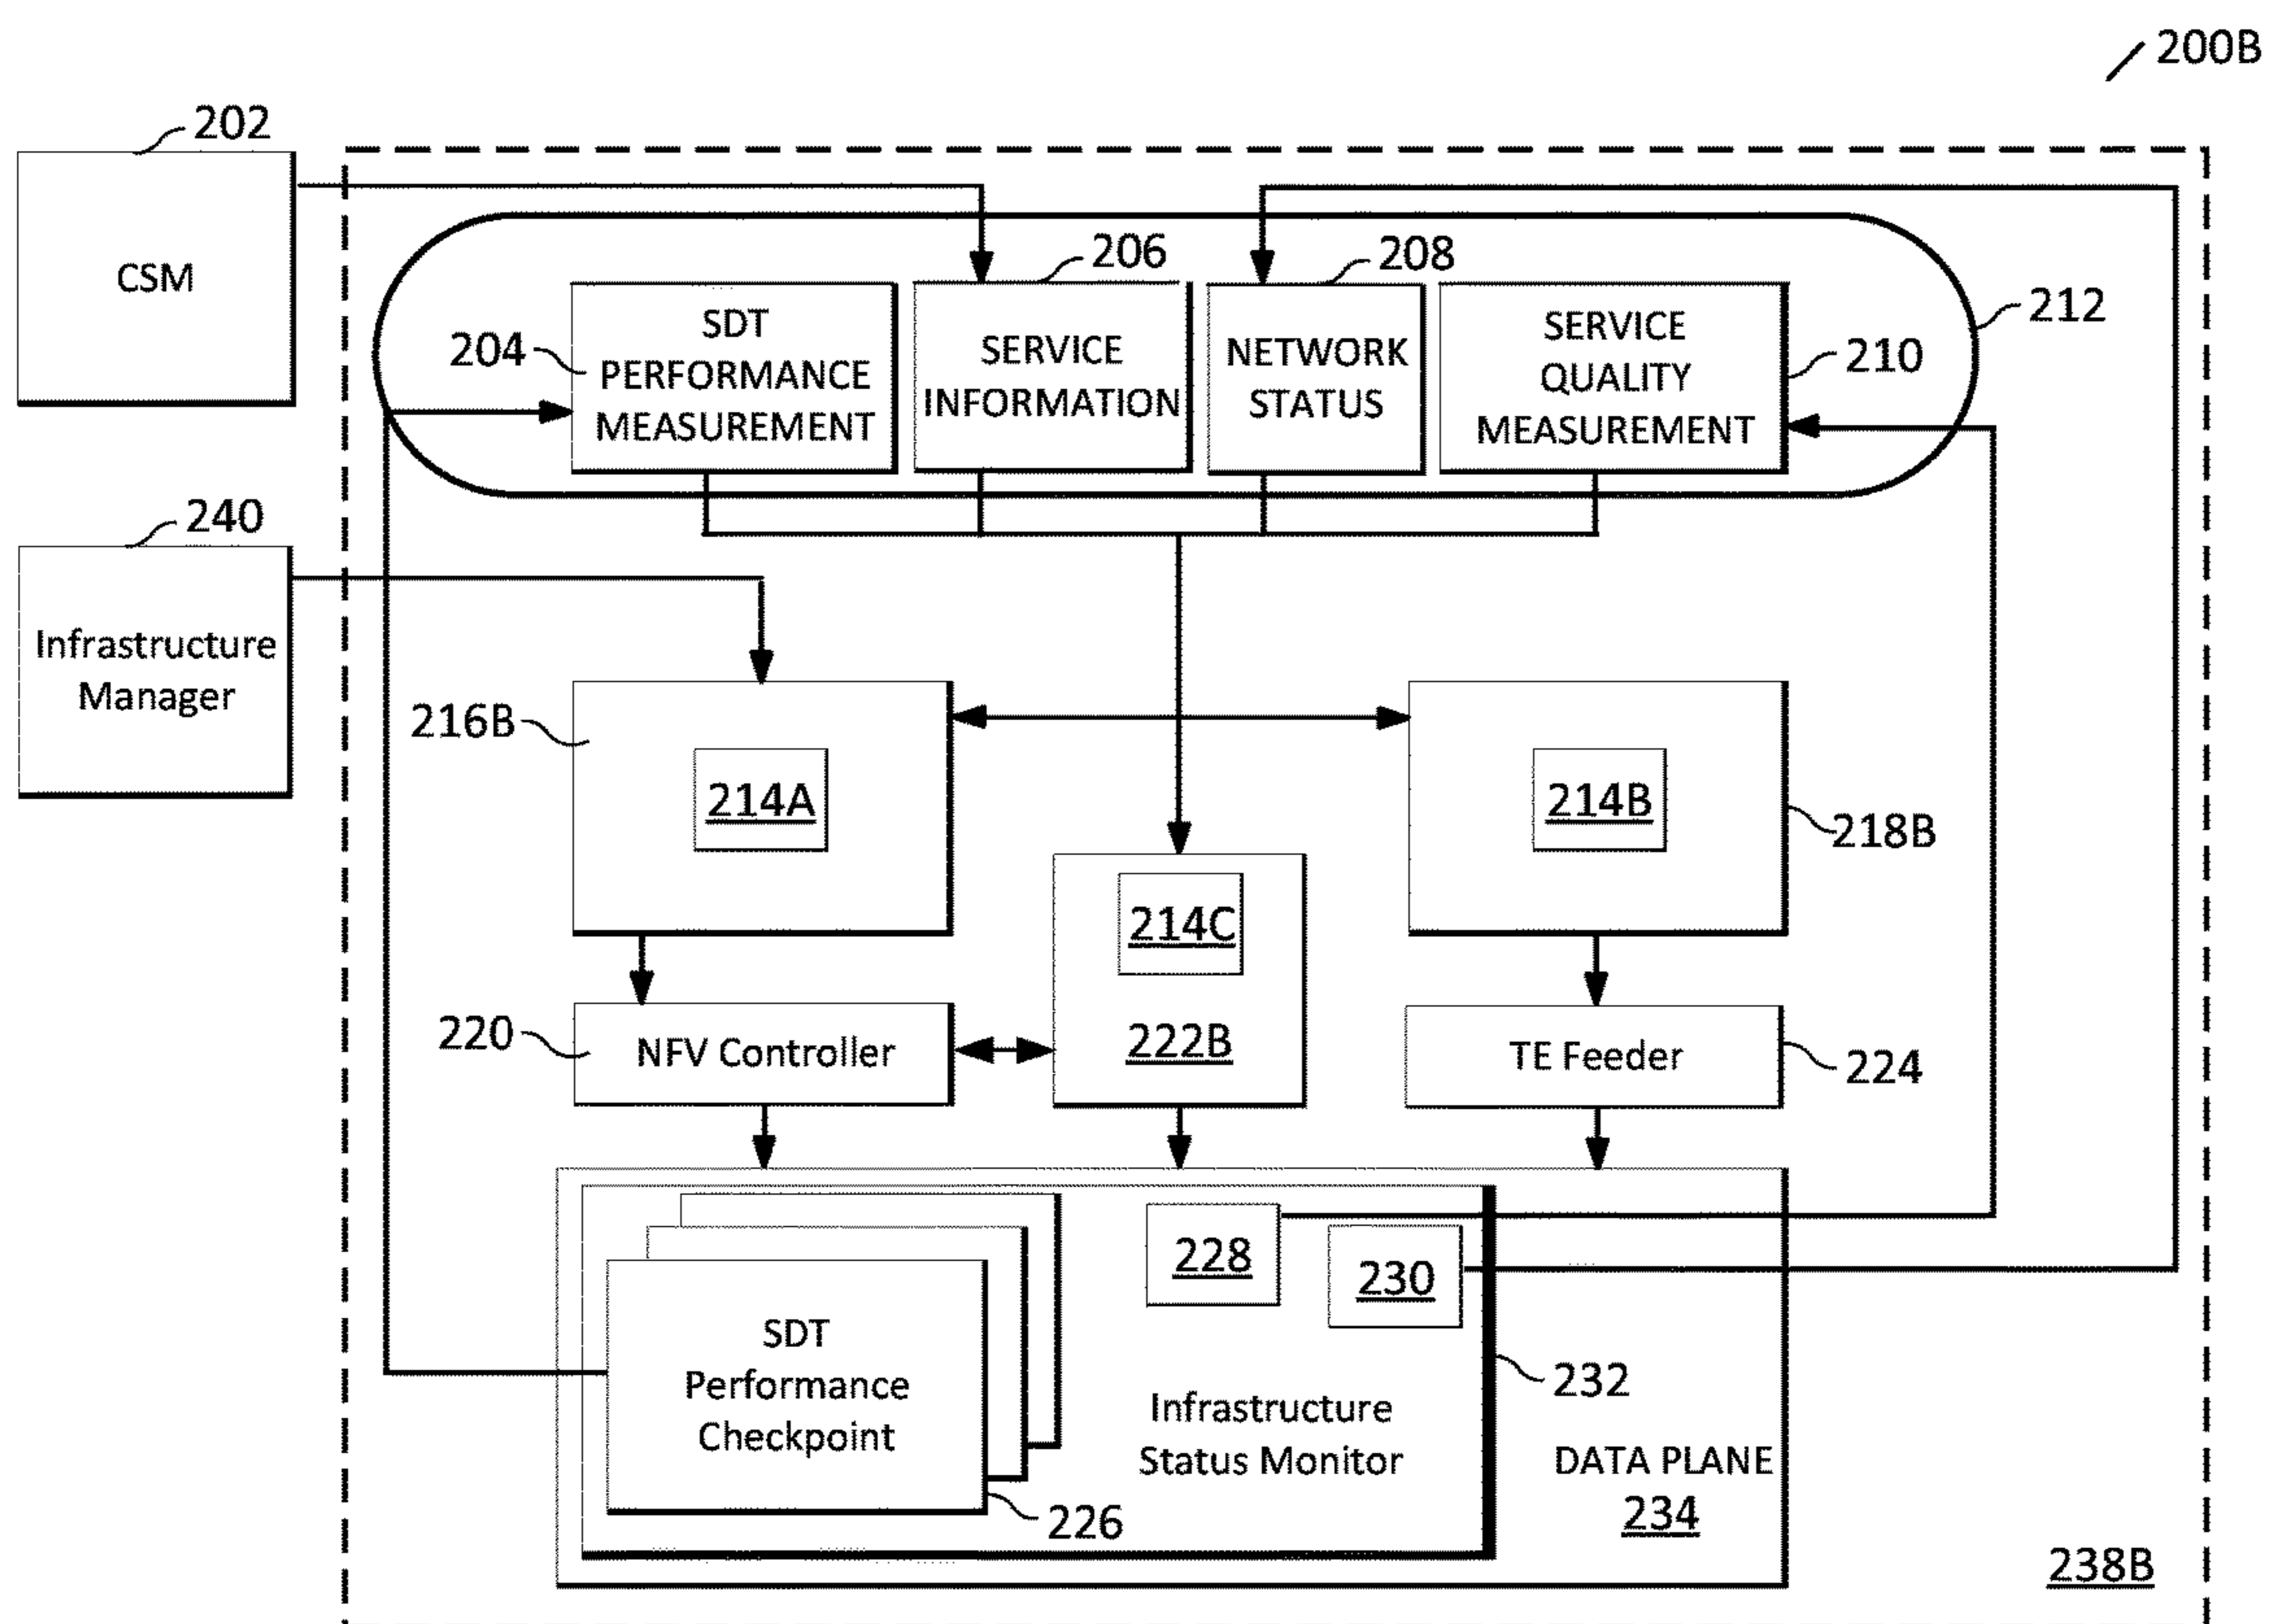 200B
202
CSM
206
208
212
204
SDT
PERFORMANCE
MEASUREMENT
SERVICE
INFORMATION
NETWORK
STATUS
SERVICE
QUALITY
MEASUREMENT
210
240
Infrastructure
Manager
216B
214A
214B
218B
214C
222B
220
NFV Controller
TE Feeder
224
228
230
SDT
Performance
Checkpoint
226
Infrastructure
Status Monitor
232
DATA PLANE
234
238B